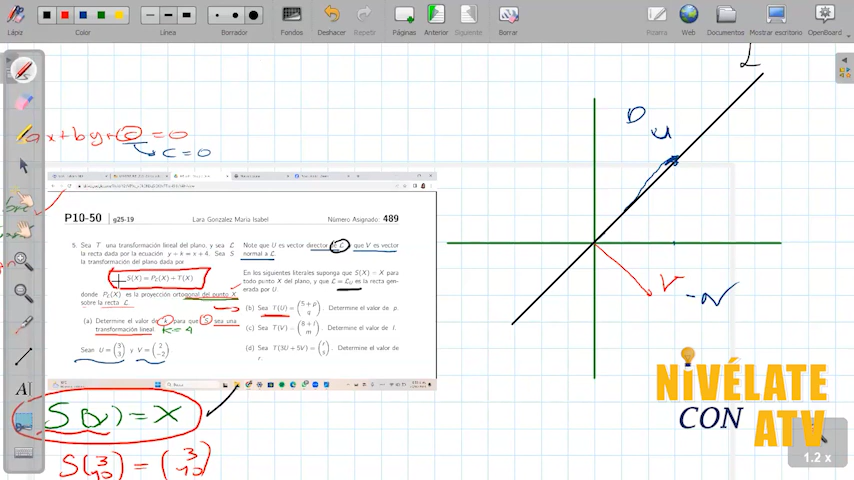 Lápiz
Color
Línea
Borrador
Fondos
Deshacer
Repetir
Páginas
Anterior
Siguiente
Borrar
Pizarra
Web
Documentos
Mostrar escritorio
OpenBoard
ax+by+c=0
c=0
P10-50
g25-19
Lara Gonzalez Maria Isabel
Número Asignado: 489
5. Sea T una transformación lineal del plano, y sea L
la recta dada por la ecuación y + k = x + 4. Sea S
la transformación del plano dada por
S(X) = P_L(X) + T(X)
donde P_L(X) es la proyección ortogonal del punto X
sobre la recta L.
(a) Determine el valor de k para que S sea una
transformación lineal.
k=4
Sean U = (3 3) y V = (2 -2)
Note que U es vector director de L y que V es vector
normal a L.
En los siguientes literales suponga que S(X) = X para
todo punto X del plano, y que L = L_U es la recta gen-
erada por U.
(b) Sea T(U) = (5 + p q). Determine el valor de p.
(c) Sea T(V) = (8 + l m). Determine el valor de l.
(d) Sea T(3U + 5V) = (r s). Determine el valor de
r.
S(X) = X
S(3 10) = (3 10)
L
D
U
V
-N
NIVÉLATE
CON
ATV
1.2 x